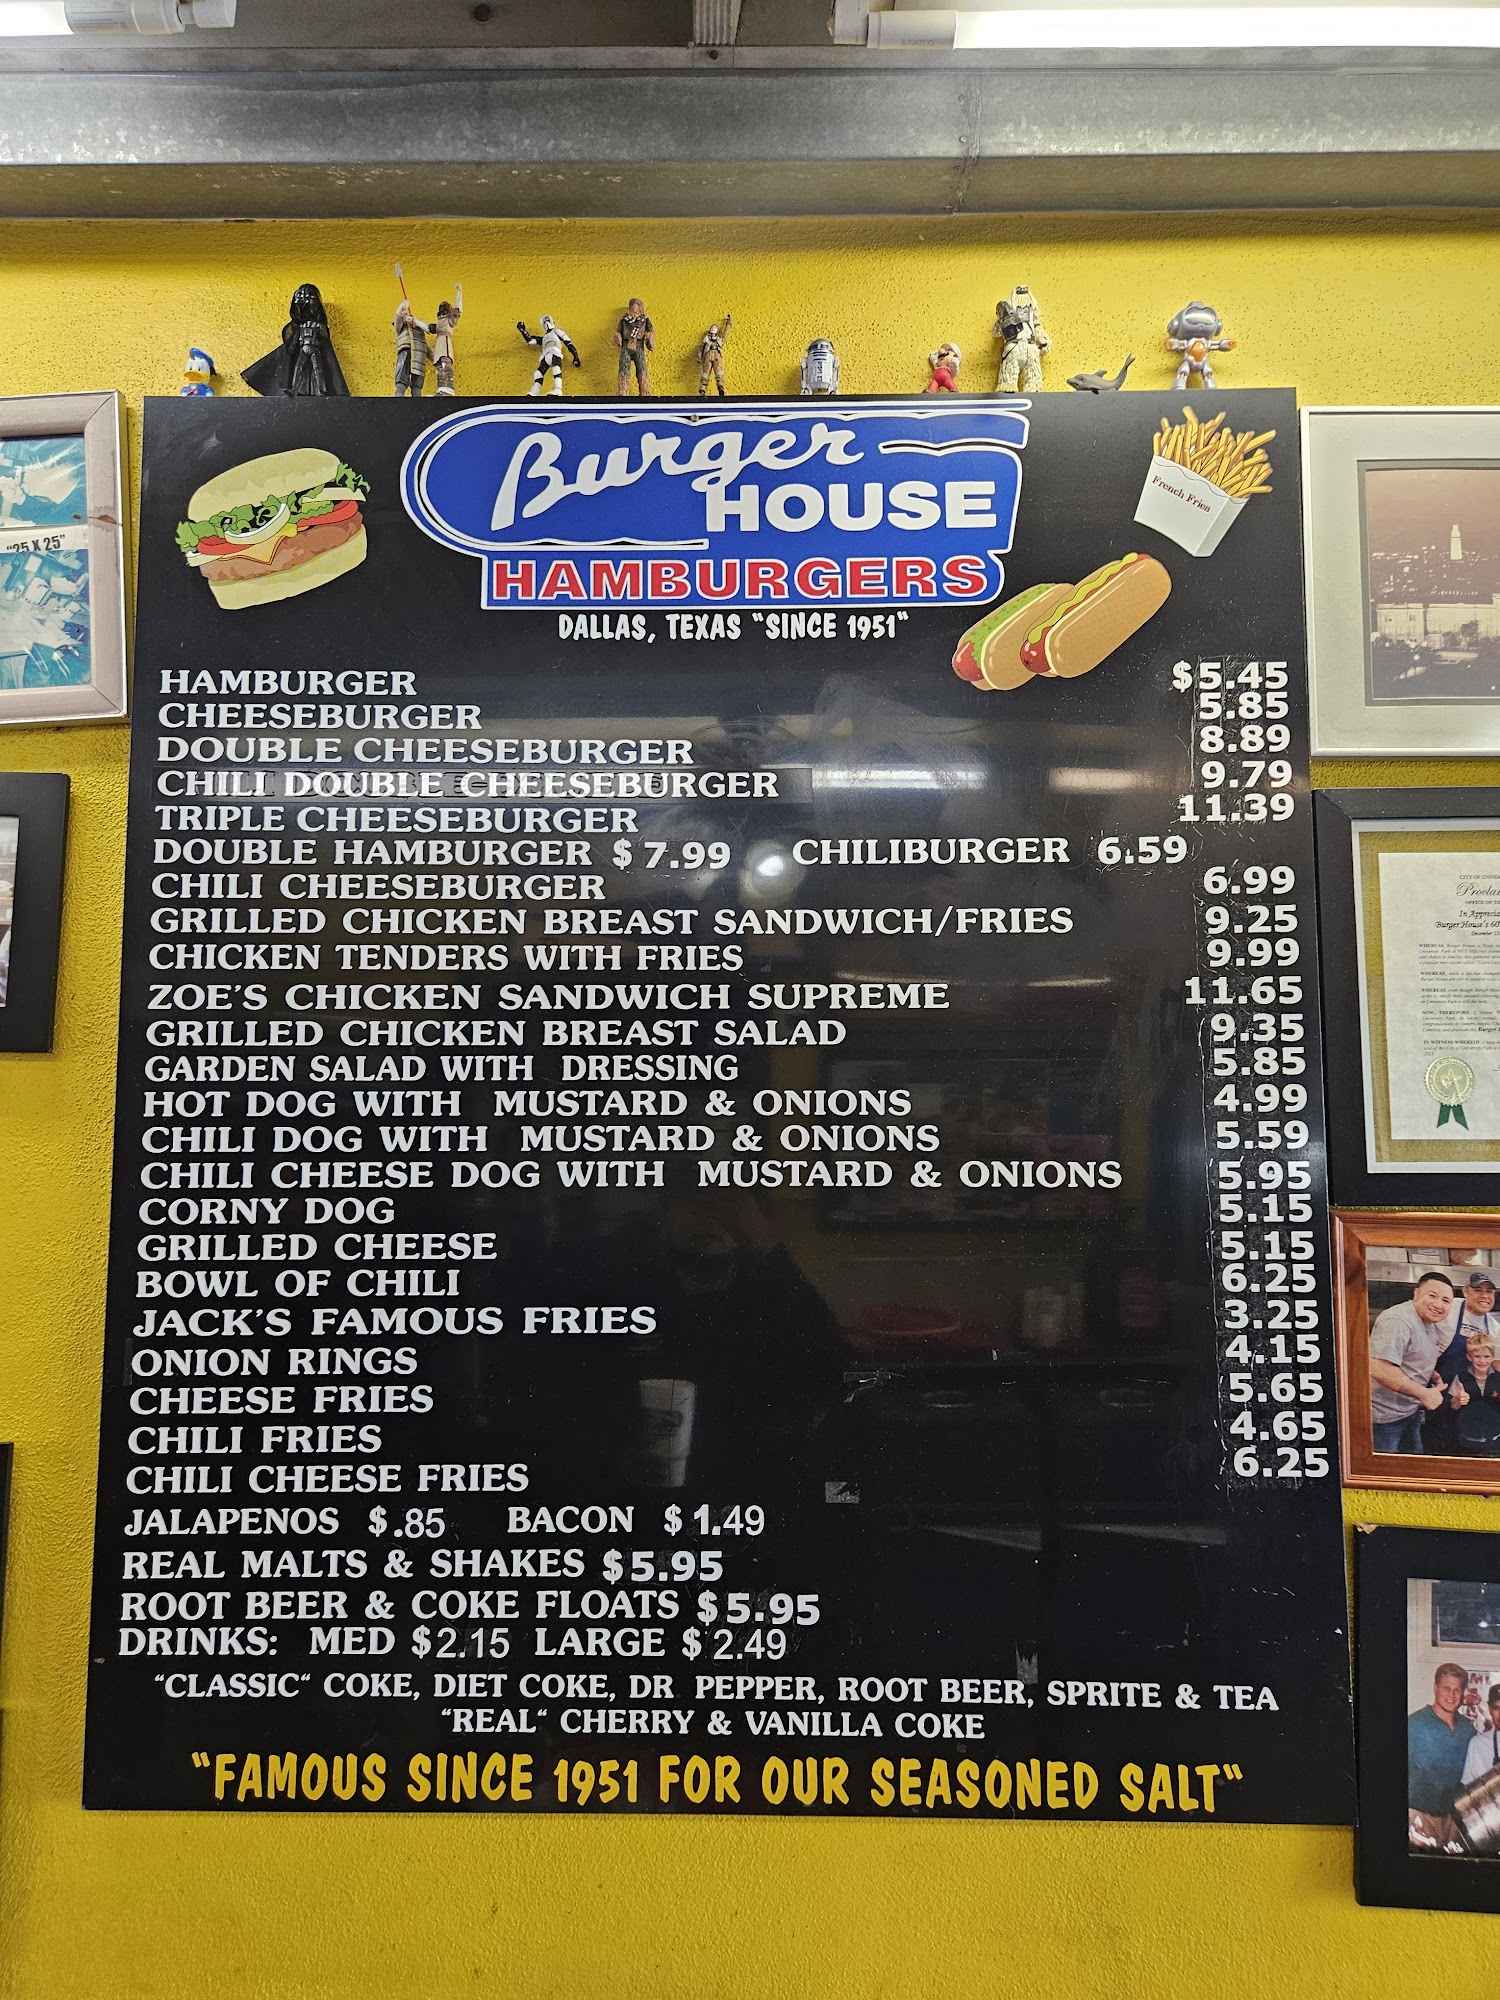 "25 X 25"
Burger
HOUSE
HAMBURGERS
DALLAS, TEXAS "SINCE 1951"
French Fries
HAMBURGER $5.45
CHEESEBURGER 5.85
DOUBLE CHEESEBURGER 8.89
CHILI DOUBLE CHEESEBURGER 9.79
TRIPLE CHEESEBURGER 11.39
DOUBLE HAMBURGER $7.99 CHILIBURGER 6.59
CHILI CHEESEBURGER 6.99
GRILLED CHICKEN BREAST SANDWICH/FRIES 9.25
CHICKEN TENDERS WITH FRIES 9.99
ZOE'S CHICKEN SANDWICH SUPREME 11.65
GRILLED CHICKEN BREAST SALAD 9.35
GARDEN SALAD WITH DRESSING 5.85
HOT DOG WITH MUSTARD & ONIONS 4.99
CHILI DOG WITH MUSTARD & ONIONS 5.59
CHILI CHEESE DOG WITH MUSTARD & ONIONS 5.95
CORNY DOG 5.15
GRILLED CHEESE 5.15
BOWL OF CHILI 6.25
JACK'S FAMOUS FRIES 3.25
ONION RINGS 4.15
CHEESE FRIES 5.65
CHILI FRIES 4.65
CHILI CHEESE FRIES 6.25
JALAPENOS $.85 BACON $1.49
REAL MALTS & SHAKES $5.95
ROOT BEER & COKE FLOATS $5.95
DRINKS: MED $2.15 LARGE $2.49
"CLASSIC" COKE, DIET COKE, DR PEPPER, ROOT BEER, SPRITE & TEA
"REAL" CHERRY & VANILLA COKE
"FAMOUS SINCE 1951 FOR OUR SEASONED SALT"
In
Burger House's